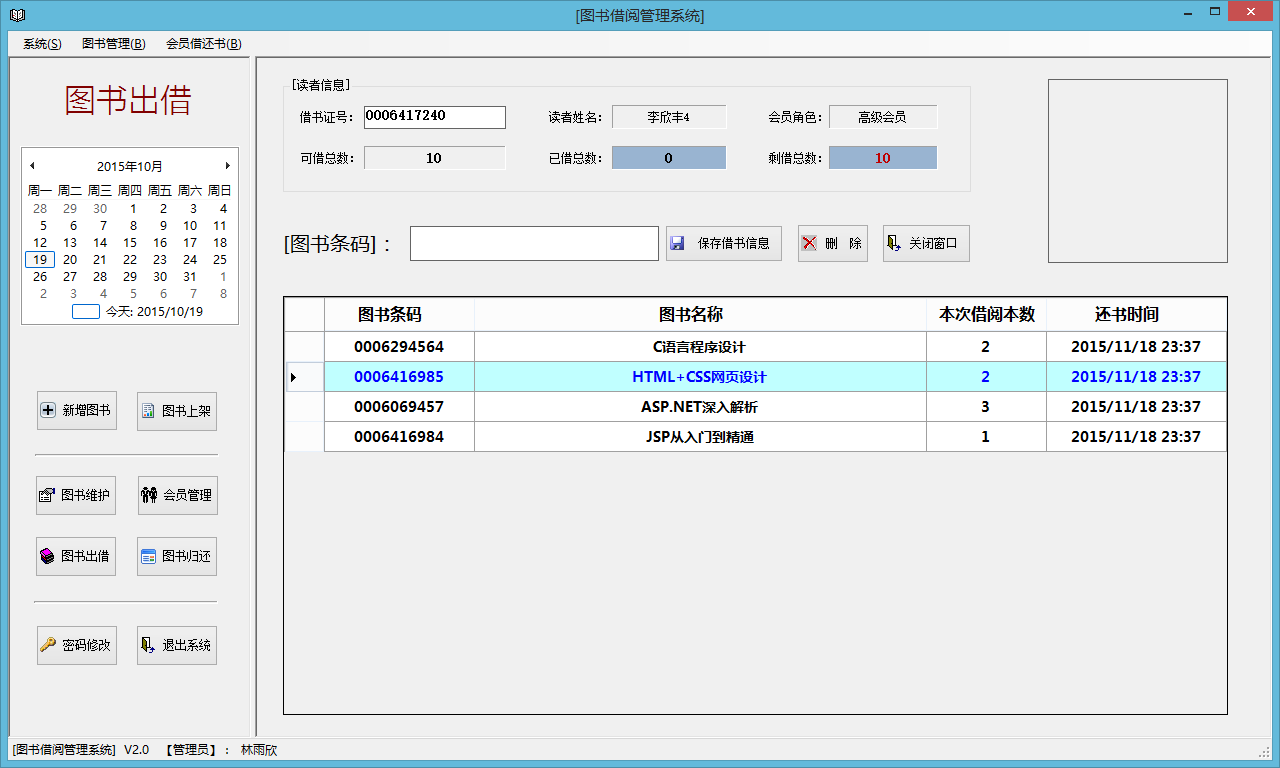 [图书借阅管理系统]
系统(S) 图书管理(B) 会员借还书(B)
图书出借
2015年10月
周一 周二 周三 周四 周五 周六 周日
28 29 30 1 2 3 4
5 6 7 8 9 10 11
12 13 14 15 16 17 18
19 20 21 22 23 24 25
26 27 28 29 30 31 1
2 3 4 5 6 7 8
今天: 2015/10/19
新增图书 图书上架
图书维护 会员管理
图书出借 图书归还
密码修改 退出系统
[读者信息]
借书证号: 0006417240 读者姓名: 李欣丰4 会员角色: 高级会员
可借总数: 10 已借总数: 0 剩借总数: 10
[图书条码]: 保存借书信息 删 除 关闭窗口
图书条码 图书名称 本次借阅本数 还书时间
0006294564 C语言程序设计 2 2015/11/18 23:37
0006416985 HTML+CSS网页设计 2 2015/11/18 23:37
0006069457 ASP.NET深入解析 3 2015/11/18 23:37
0006416984 JSP从入门到精通 1 2015/11/18 23:37
[图书借阅管理系统] V2.0 【管理员】: 林雨欣